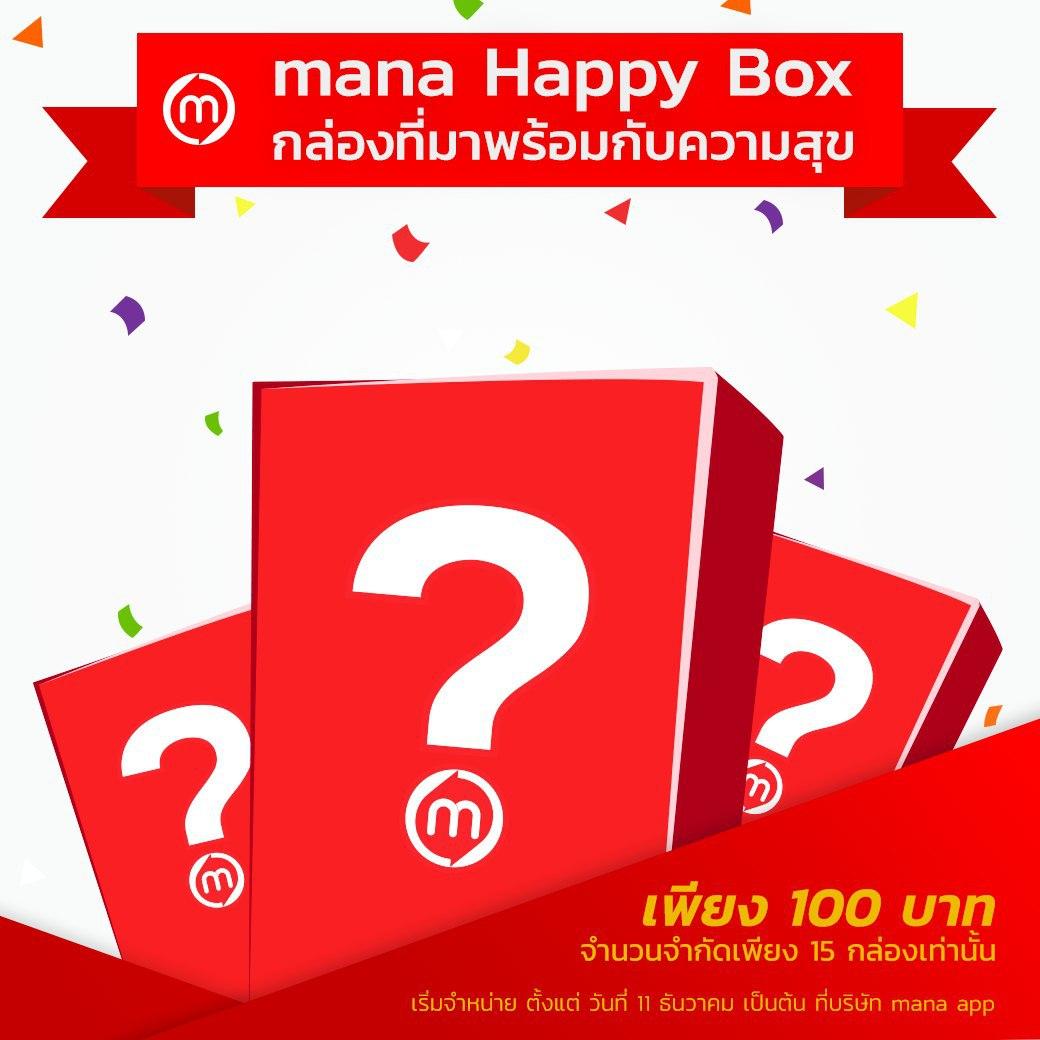 m
mana Happy Box
กล่องที่มาพร้อมกับความสุข
?
?
?
m
m
m
เพียง 100 บาท
จำนวนจำกัดเพียง 15 กล่องเท่านั้น
เริ่มจำหน่าย ตั้งแต่ วันที่ 11 ธันวาคม เป็นต้น ที่บริษัท mana app